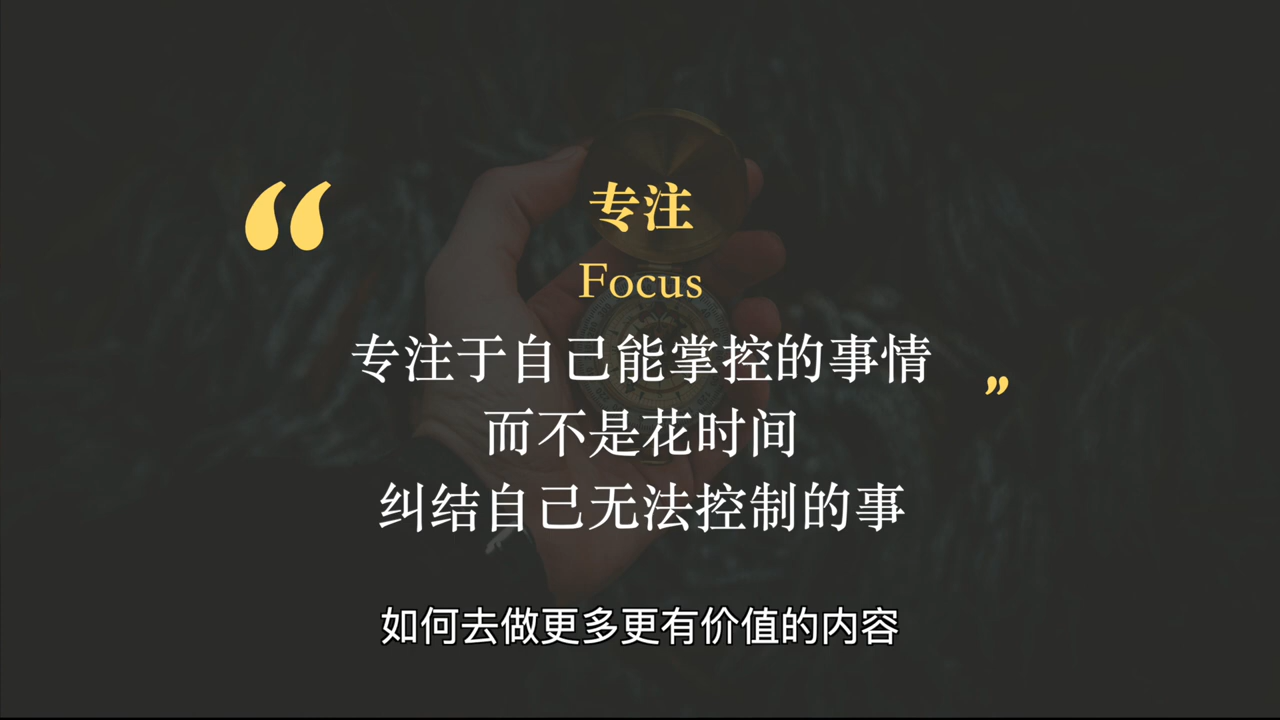 “
专注
Focus
专注于自己能掌控的事情
”
而不是花时间
纠结自己无法控制的事
如何去做更多更有价值的内容